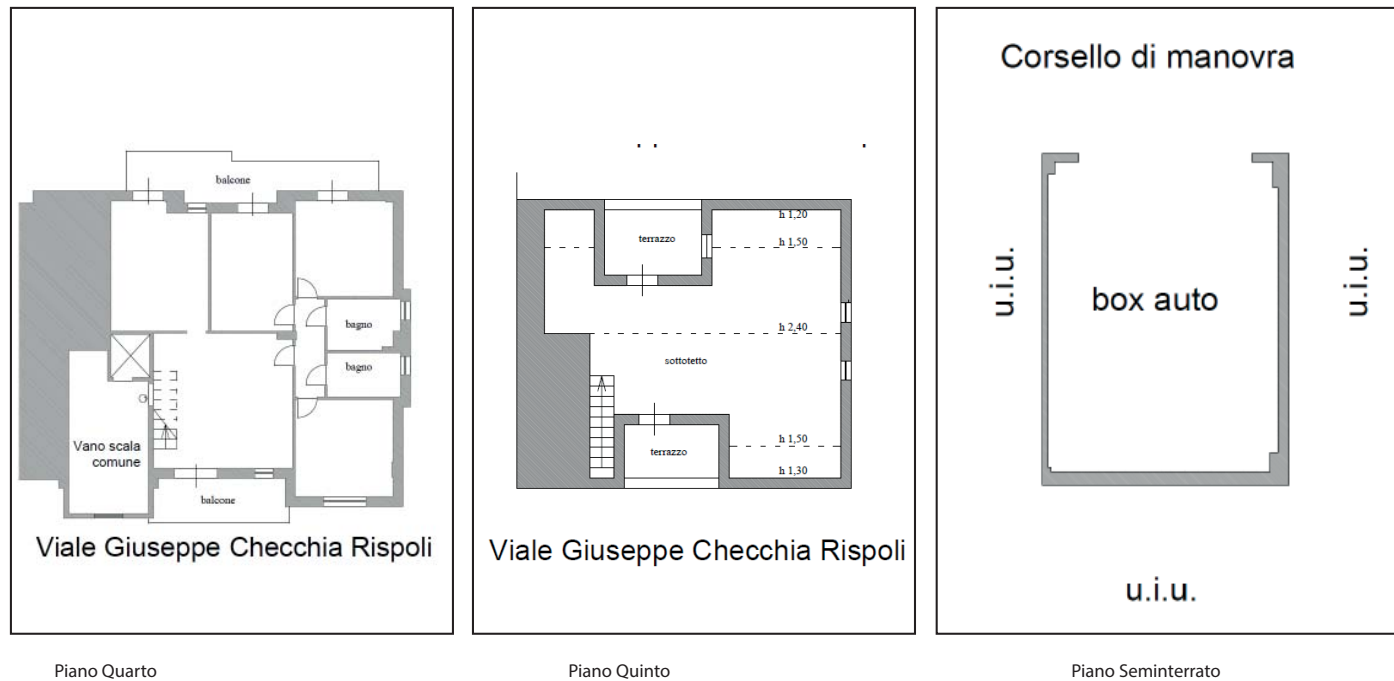 balcone
bagno
bagno
Vano scala
comune
balcone
Viale Giuseppe Checchia Rispoli
Piano Quarto
h 1,20
terrazzo
h 1,50
h 2,40
sottotetto
h 1,50
terrazzo
h 1,30
Viale Giuseppe Checchia Rispoli
Piano Quinto
Corsello di manovra
u.i.u.
box auto
u.i.u.
u.i.u.
Piano Seminterrato